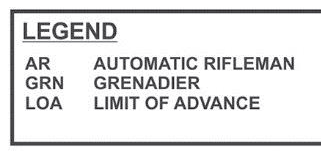 LEGEND
AR AUTOMATIC RIFLEMAN
GRN GRENADIER
LOA LIMIT OF ADVANCE